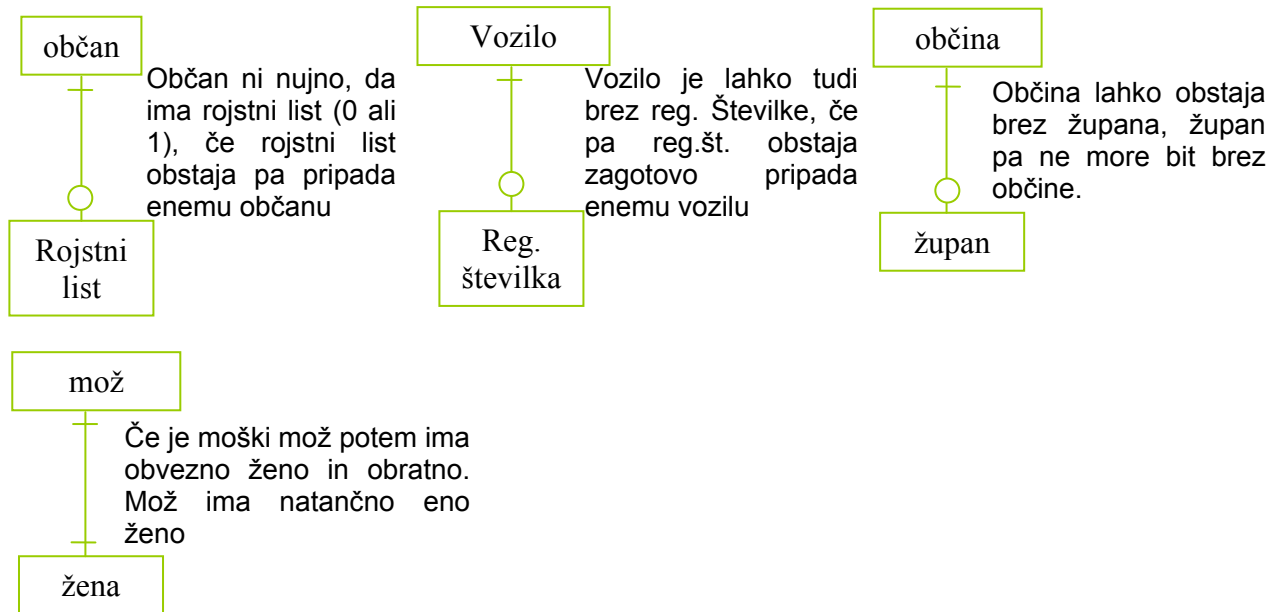 občan
Občan ni nujno, da
ima rojstni list (0 ali
1), če rojstni list
obstaja pa pripada
enemu občanu
Rojstni
list
Vozilo
Vozilo je lahko tudi
brez reg. Številke, če
pa reg.št. obstaja
zagotovo pripada
enemu vozilu
Reg.
številka
občina
Občina lahko obstaja
brez župana, župan
pa ne more bit brez
občine.
župan
mož
Če je moški mož potem ima
obvezno ženo in obratno.
Mož ima natančno eno
ženo
žena